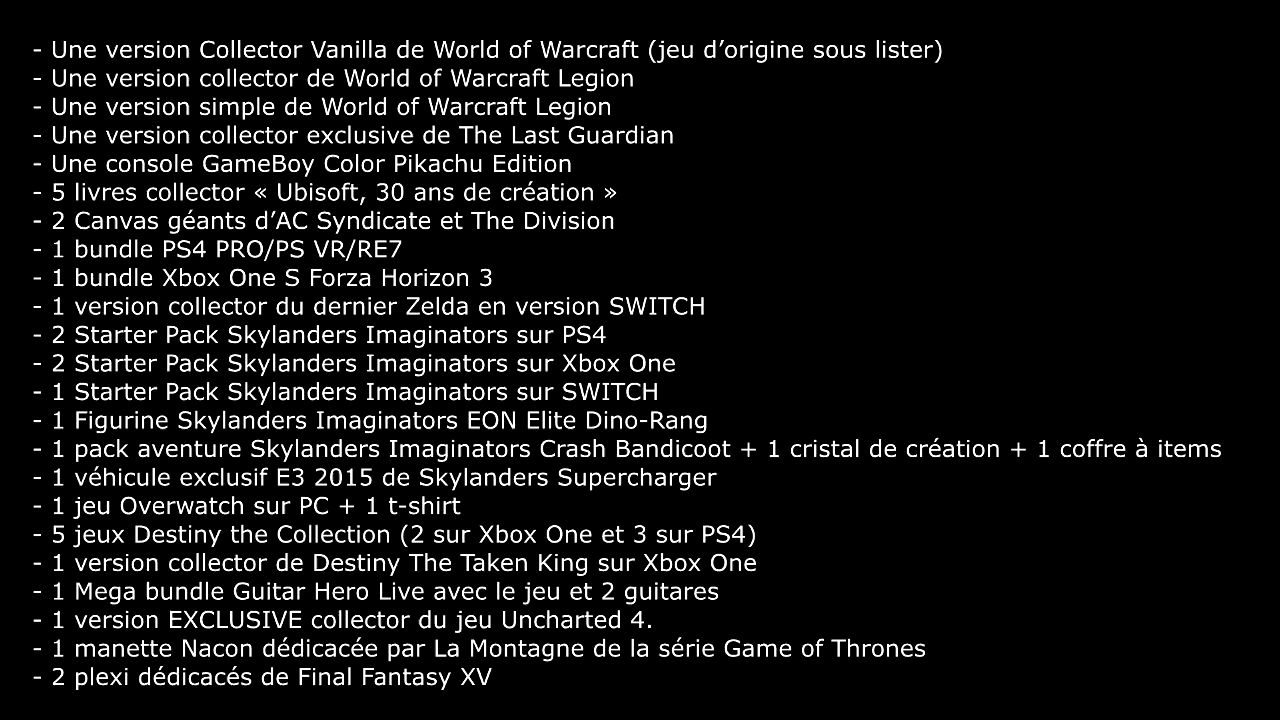 - Une version Collector Vanilla de World of Warcraft (jeu d’origine sous lister)
- Une version collector de World of Warcraft Legion
- Une version simple de World of Warcraft Legion
- Une version collector exclusive de The Last Guardian
- Une console GameBoy Color Pikachu Edition
- 5 livres collector « Ubisoft, 30 ans de création »
- 2 Canvas géants d’AC Syndicate et The Division
- 1 bundle PS4 PRO/PS VR/RE7
- 1 bundle Xbox One S Forza Horizon 3
- 1 version collector du dernier Zelda en version SWITCH
- 2 Starter Pack Skylanders Imaginators sur PS4
- 2 Starter Pack Skylanders Imaginators sur Xbox One
- 1 Starter Pack Skylanders Imaginators sur SWITCH
- 1 Figurine Skylanders Imaginators EON Elite Dino-Rang
- 1 pack aventure Skylanders Imaginators Crash Bandicoot + 1 cristal de création + 1 coffre à items
- 1 véhicule exclusif E3 2015 de Skylanders Supercharger
- 1 jeu Overwatch sur PC + 1 t-shirt
- 5 jeux Destiny the Collection (2 sur Xbox One et 3 sur PS4)
- 1 version collector de Destiny The Taken King sur Xbox One
- 1 Mega bundle Guitar Hero Live avec le jeu et 2 guitares
- 1 version EXCLUSIVE collector du jeu Uncharted 4.
- 1 manette Nacon dédicacée par La Montagne de la série Game of Thrones
- 2 plexi dédicacés de Final Fantasy XV